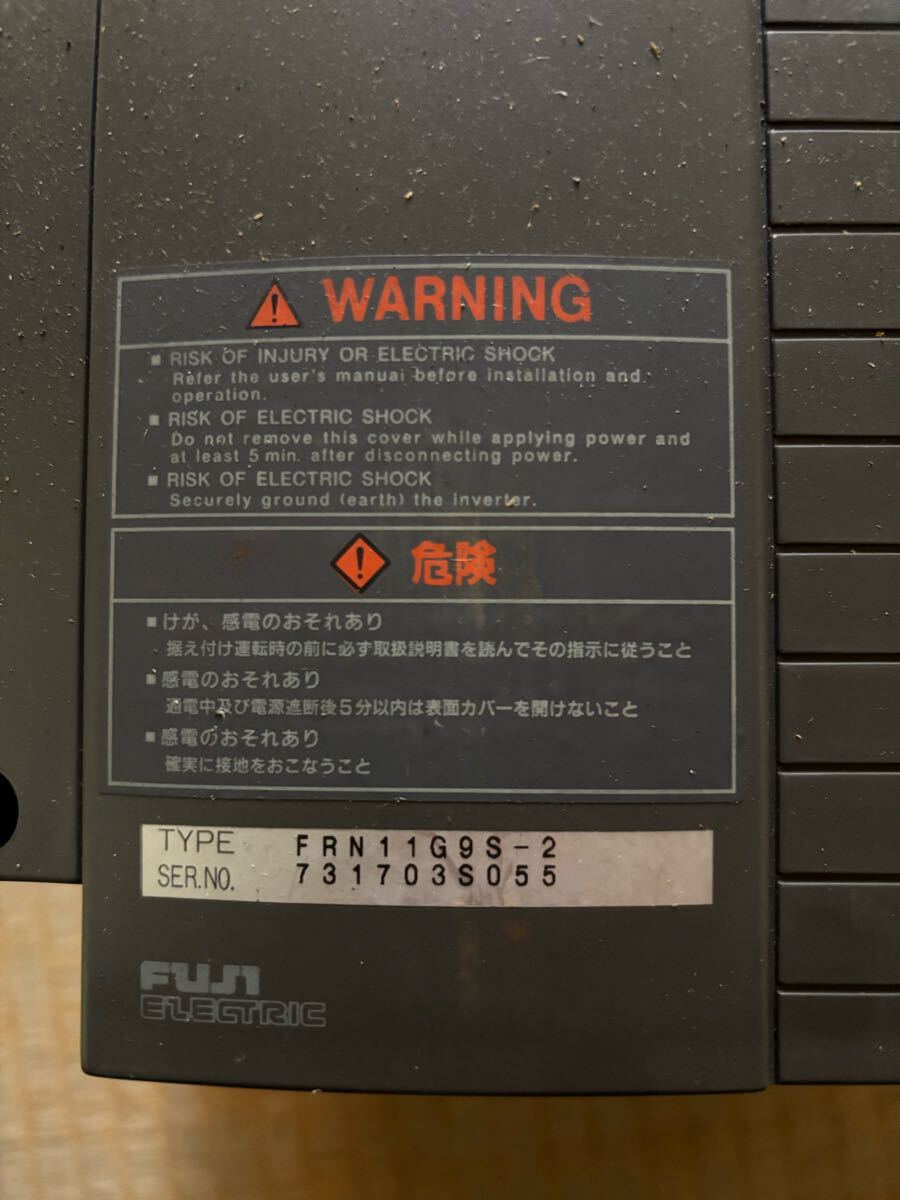 WARNING
■ RISK OF INJURY OR ELECTRIC SHOCK
Refer the user's manual before installation and
operation.
■ RISK OF ELECTRIC SHOCK
Do not remove this cover while applying power and
at least 5 min. after disconnecting power.
■ RISK OF ELECTRIC SHOCK
Securely ground (earth) the inverter.
危険
■ けが、感電のおそれあり
据え付け運転時の前に必ず取扱説明書を読んでその指示に従うこと
■ 感電のおそれあり
通電中及び電源遮断後5分以内は表面カバーを開けないこと
■ 感電のおそれあり
確実に接地をおこなうこと
TYPE FRN11G9S-2
SER.NO. 731703S055
FUJI
ELECTRIC